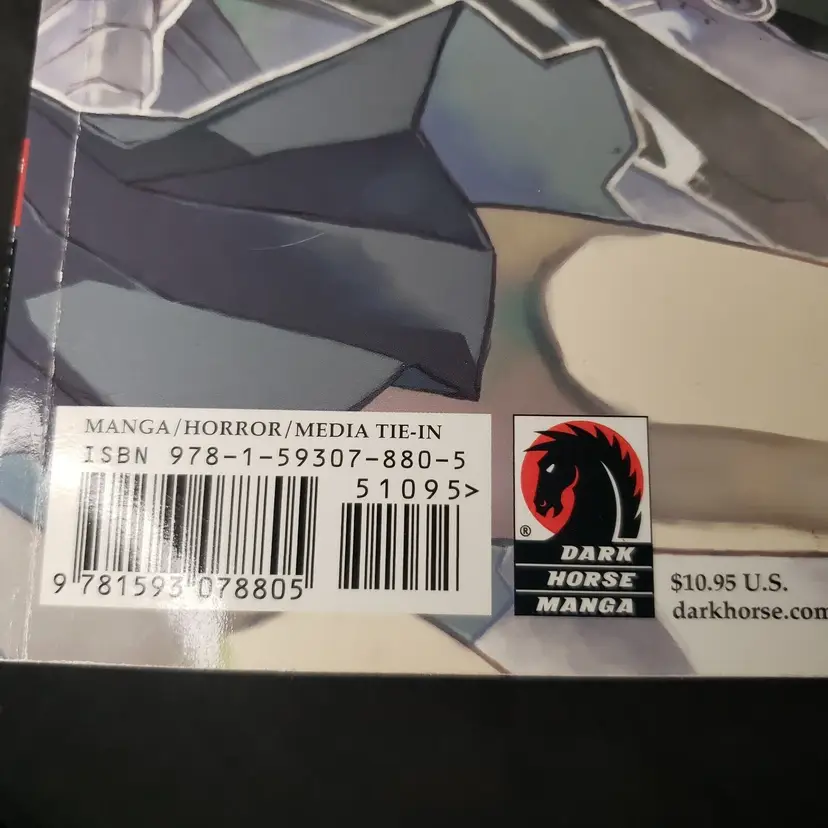 MANGA/HORROR/MEDIA TIE-IN
ISBN 978-1-59307-880-5
51095>
9 781593 078805
®
DARK
HORSE
MANGA
$10.95 U.S.
darkhorse.com